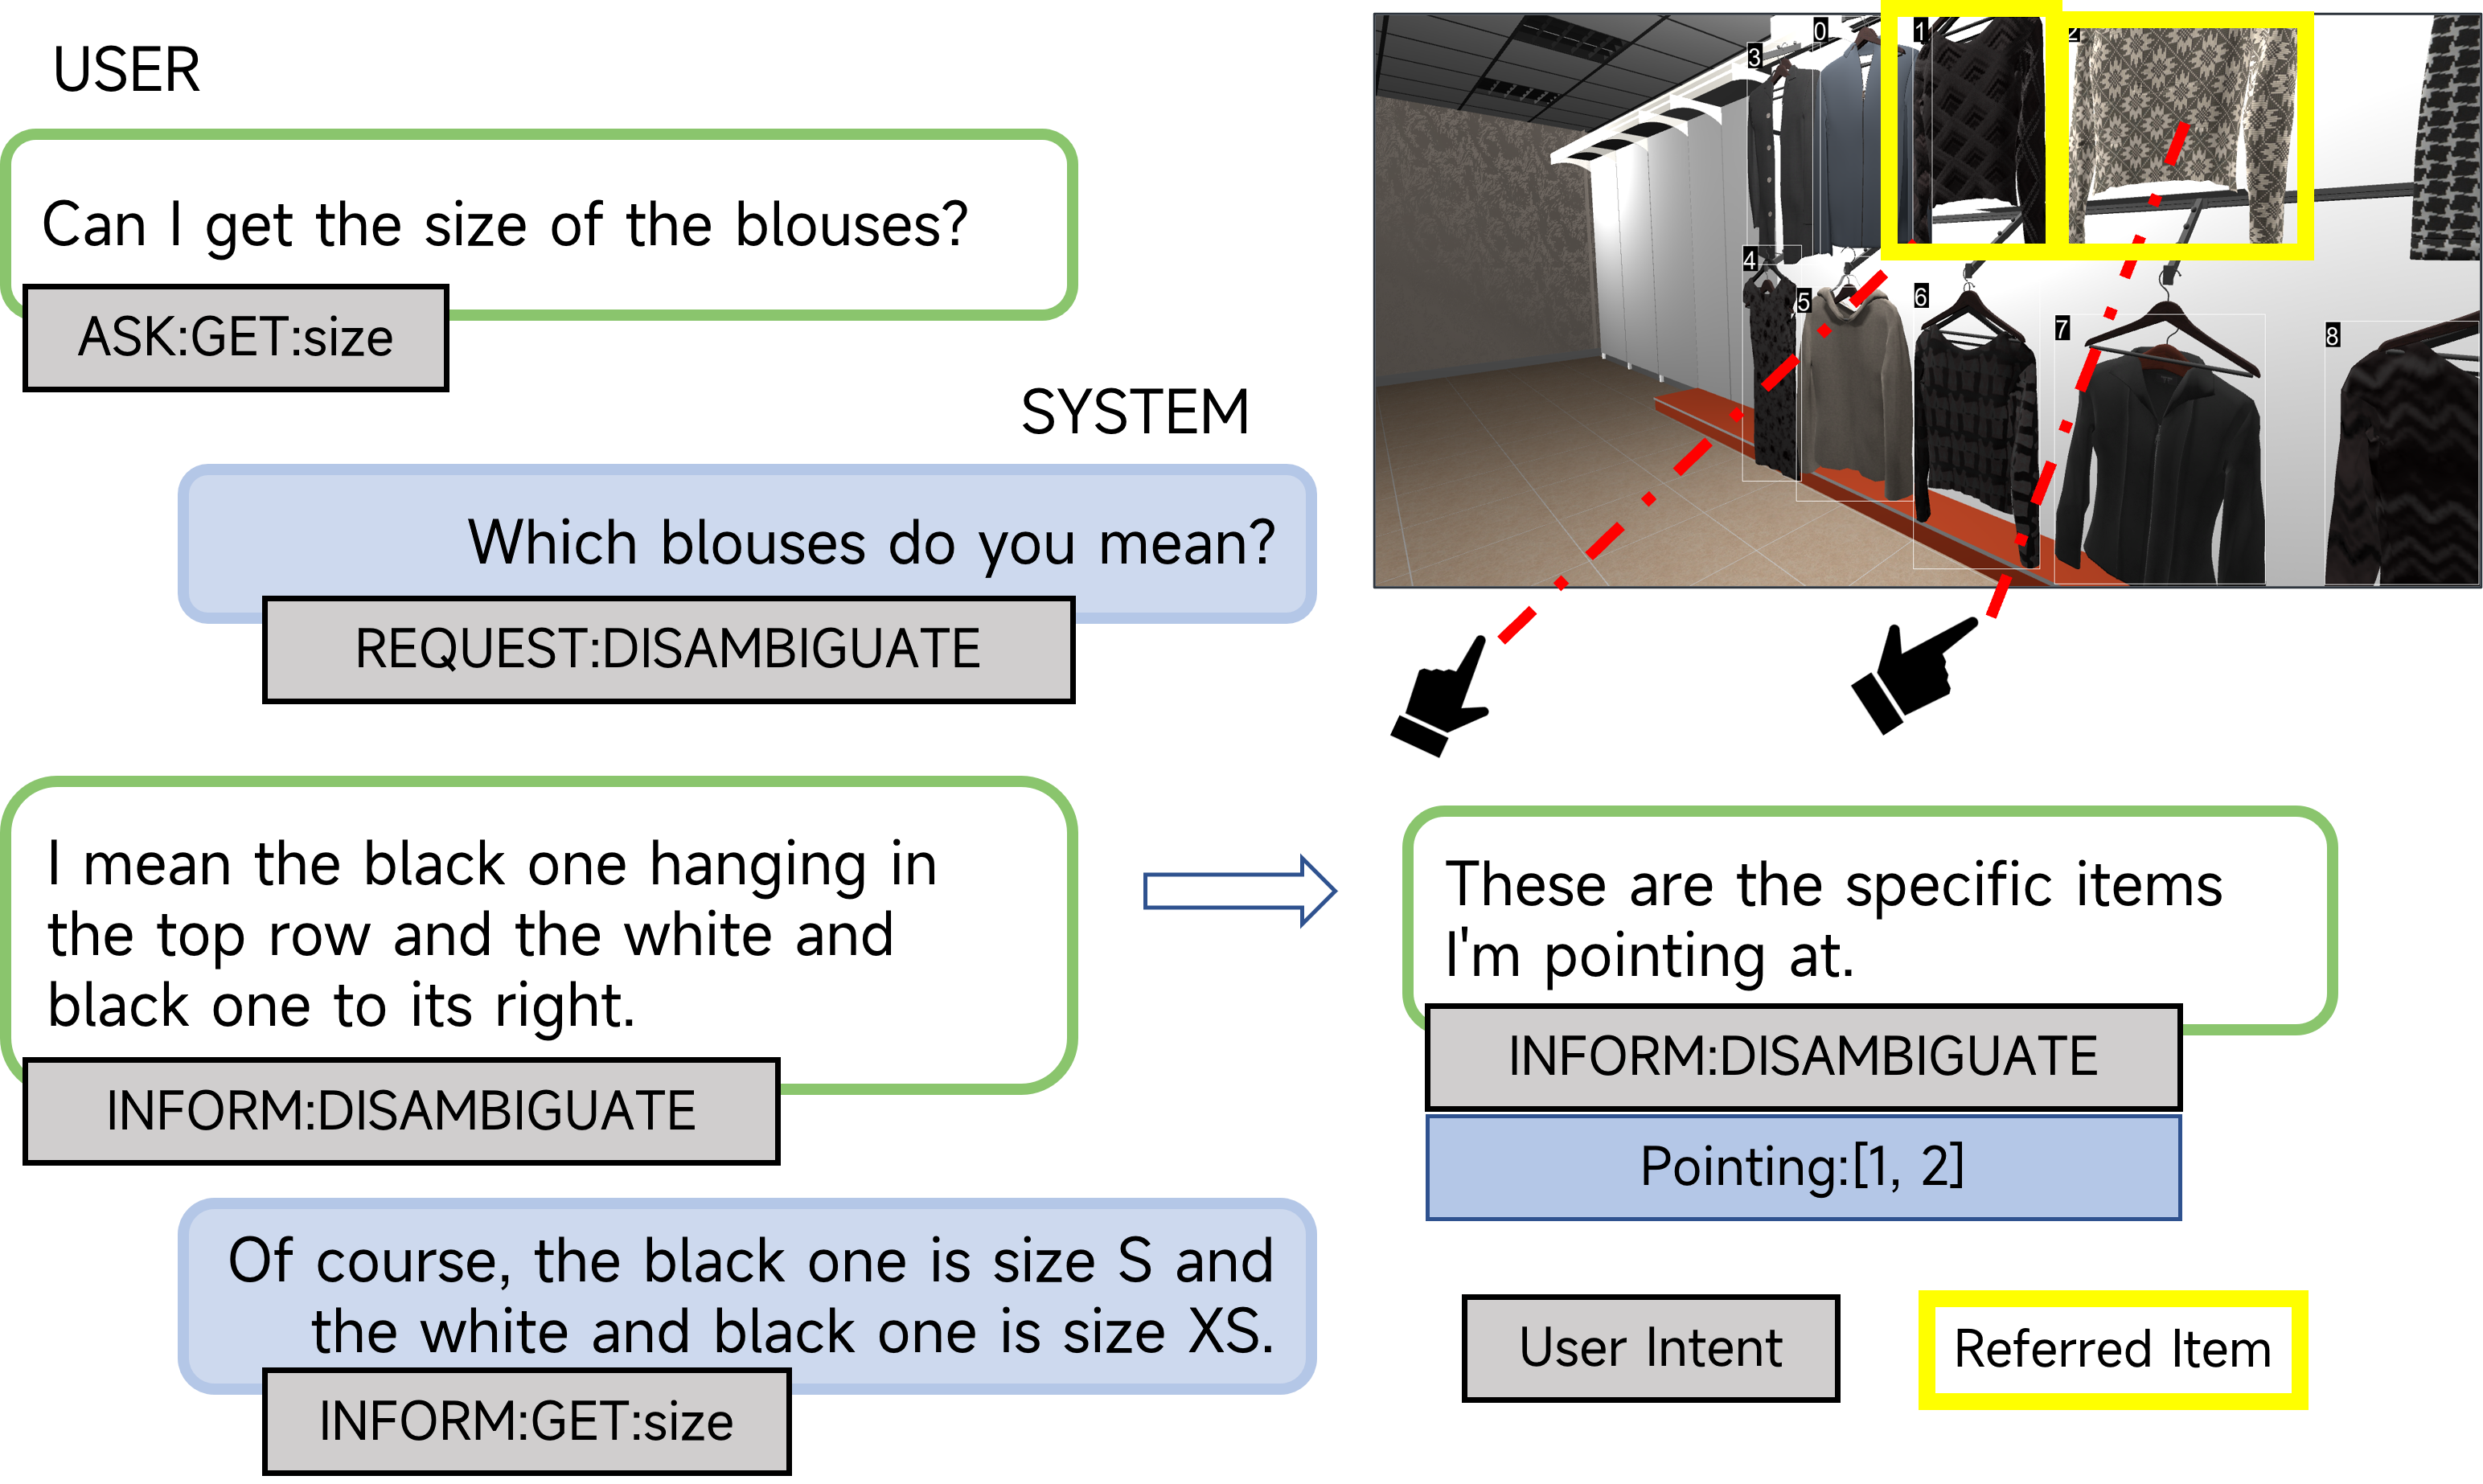 USER
Can I get the size of the blouses?
ASK:GET:size
SYSTEM
Which blouses do you mean?
REQUEST:DISAMBIGUATE
I mean the black one hanging in
the top row and the white and
black one to its right.
INFORM:DISAMBIGUATE
Of course, the black one is size S and
the white and black one is size XS.
INFORM:GET:size
0
1
2
3
4
5
6
7
8
These are the specific items
I'm pointing at.
INFORM:DISAMBIGUATE
Pointing:[1, 2]
User Intent
Referred Item